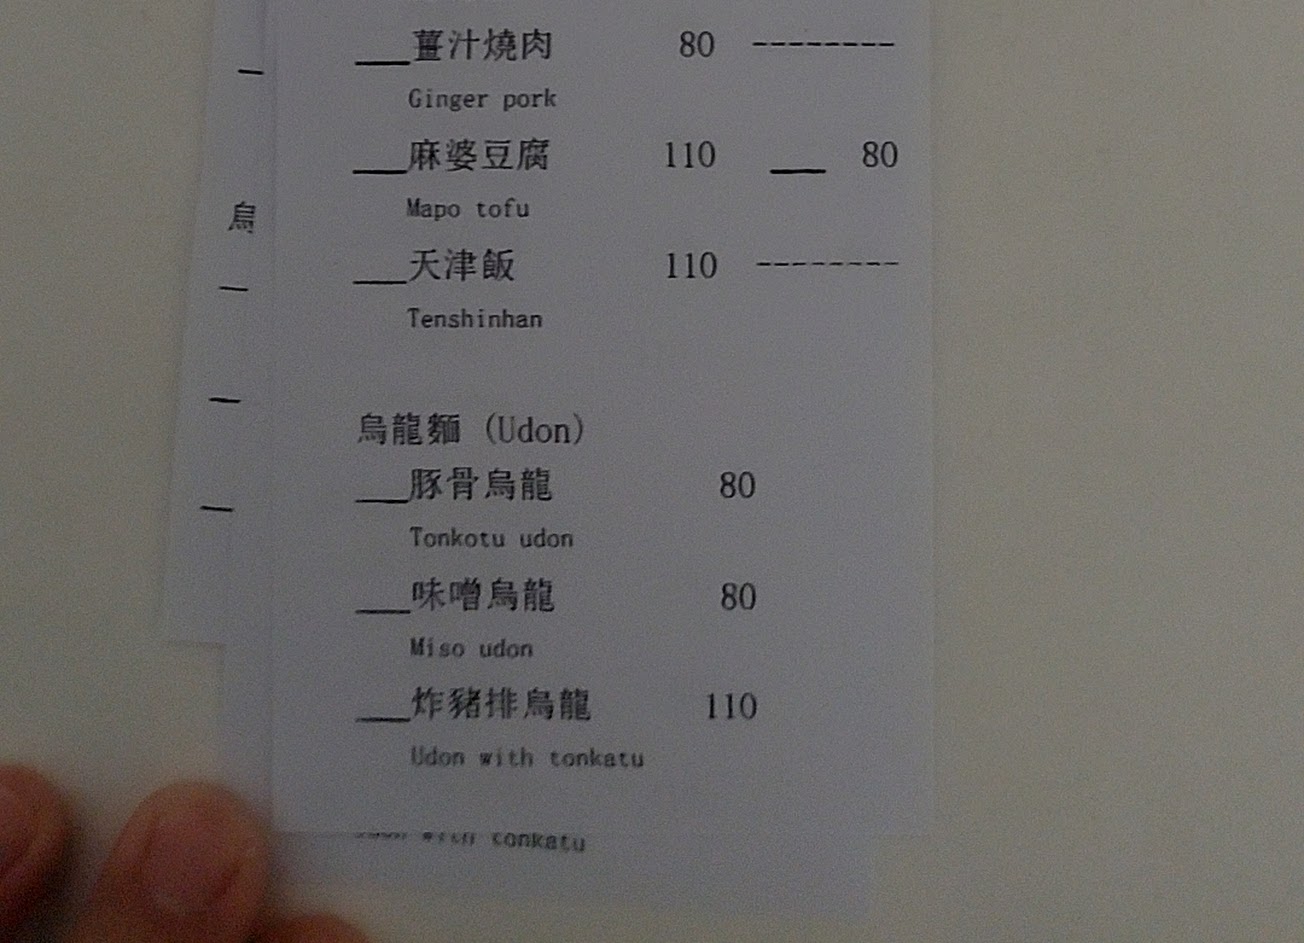 ___薑汁燒肉 80 --------
Ginger pork
___麻婆豆腐 110 ___ 80
Mapo tofu
___天津飯 110 --------
Tenshinhan
烏龍麵 (Udon)
___豚骨烏龍 80
Tonkotu udon
___味噌烏龍 80
Miso udon
___炸豬排烏龍 110
Udon with tonkatu
烏
with tonkatu